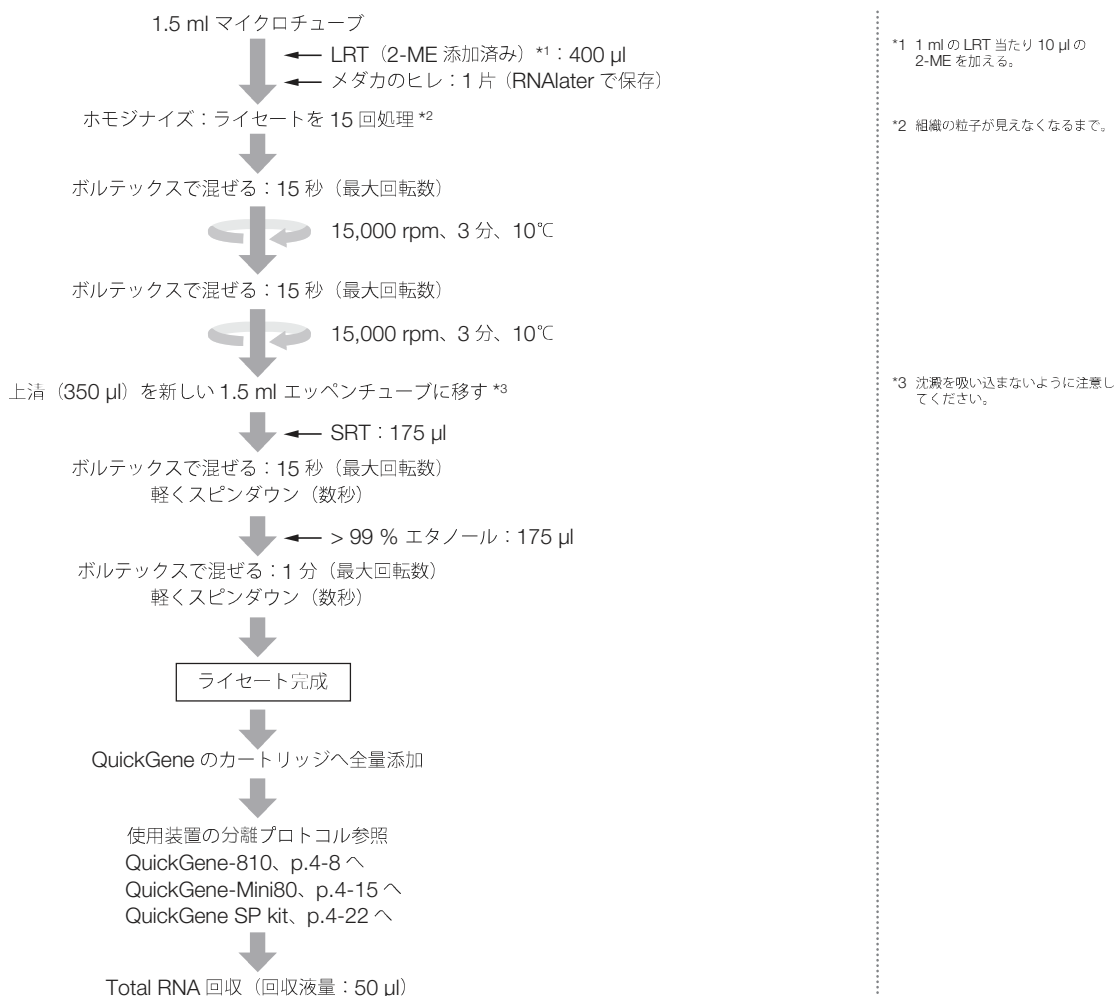 1.5 ml マイクロチューブ
LRT（2-ME 添加済み）*1：400 µl
メダカのヒレ：1 片（RNAlater で保存）
ホモジナイズ：ライセートを 15 回処理 *2
ボルテックスで混ぜる：15 秒（最大回転数）
15,000 rpm、3 分、10℃
ボルテックスで混ぜる：15 秒（最大回転数）
15,000 rpm、3 分、10℃
上清（350 µl）を新しい 1.5 ml エッペンチューブに移す *3
SRT：175 µl
ボルテックスで混ぜる：15 秒（最大回転数）
軽くスピンダウン（数秒）
> 99 % エタノール：175 µl
ボルテックスで混ぜる：1 分（最大回転数）
軽くスピンダウン（数秒）
ライセート完成
QuickGene のカートリッジへ全量添加
使用装置の分離プロトコル参照
QuickGene-810、p.4-8 へ
QuickGene-Mini80、p.4-15 へ
QuickGene SP kit、p.4-22 へ
Total RNA 回収（回収液量：50 µl）
*1 1 ml の LRT 当たり 10 µl の
2-ME を加える。
*2 組織の粒子が見えなくなるまで。
*3 沈澱を吸い込まないように注意し
てください。